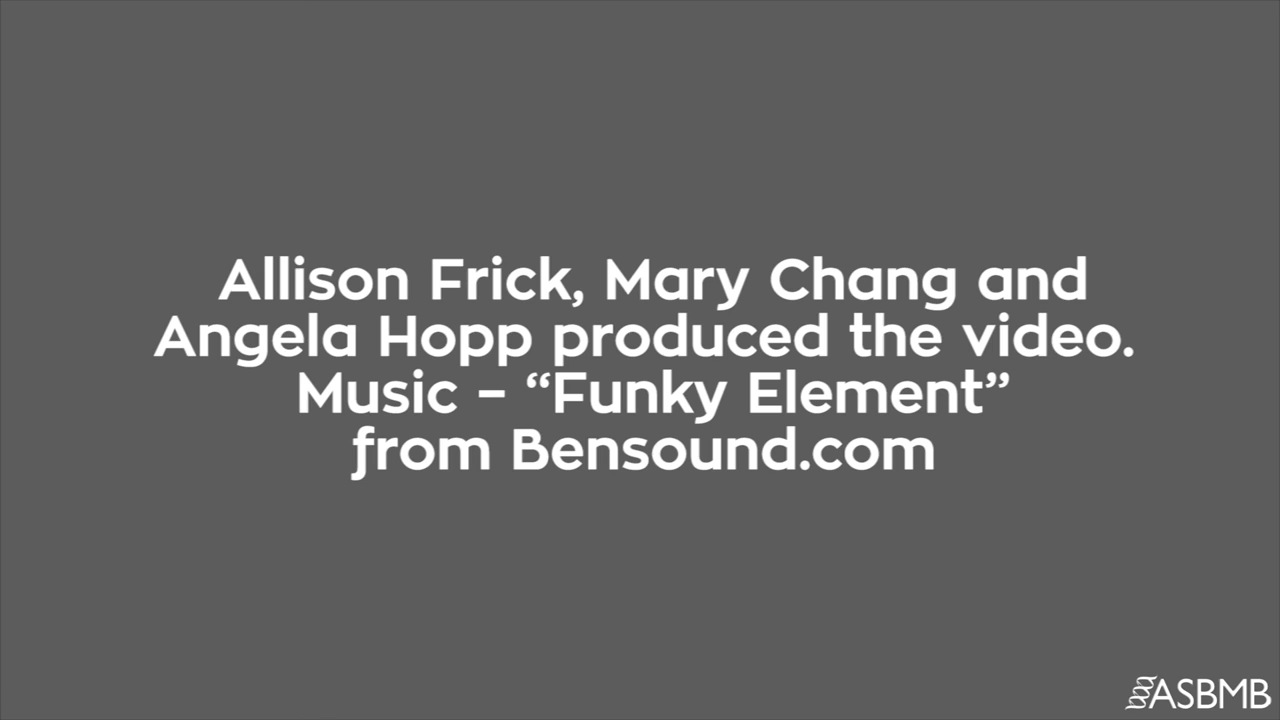 Allison Frick, Mary Chang and
Angela Hopp produced the video.
Music – “Funky Element”
from Bensound.com
ASBMB